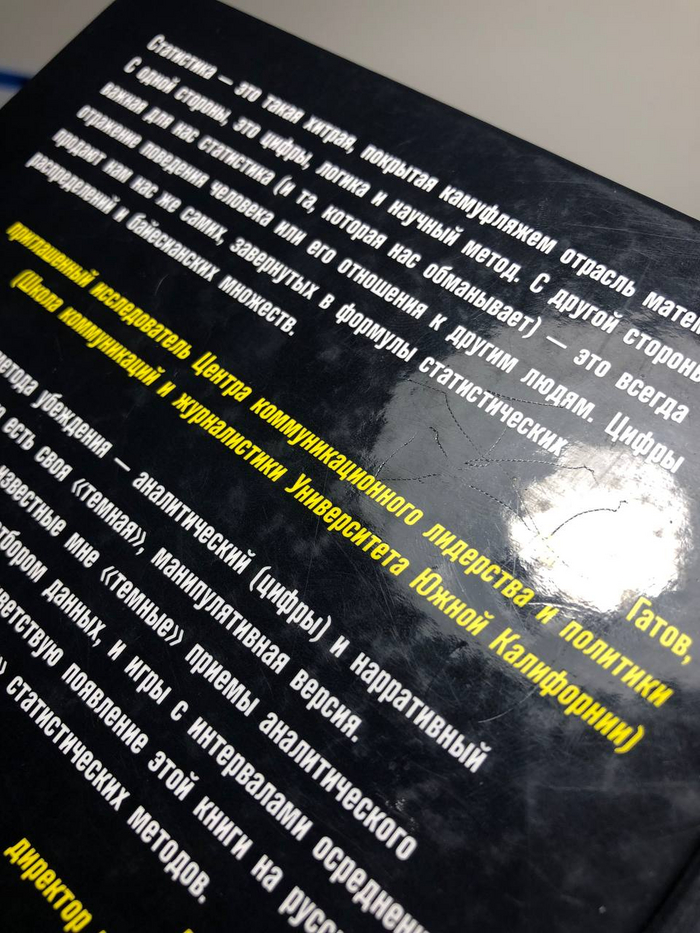 Статистика — это такая хитрая, покрытая камуфляжем отрасль матем
С одной стороны, это цифры, логика и научный метод. С другой стороны
важная для нас статистика (и та, которая нас обманывает) — это всегда
отражение поведения человека или его отношения к другим людям. Цифры
продают нам нас же самих, завернутых в формулы статистических
распределений и байесианских множеств.
Гатов,
приглашенный исследователь Центра коммуникационного лидерства и политики
(Школа коммуникаций и журналистики Университета Южной Калифорнии)
метода убеждения — аналитический (цифры) и нарративный
есть своя «темная», манипулятивная версия.
известные мне «темные» приемы аналитического
тбором данных, и игры с интервалами осреднени
ветствую появление этой книги на русс
» статистических методов.
директор